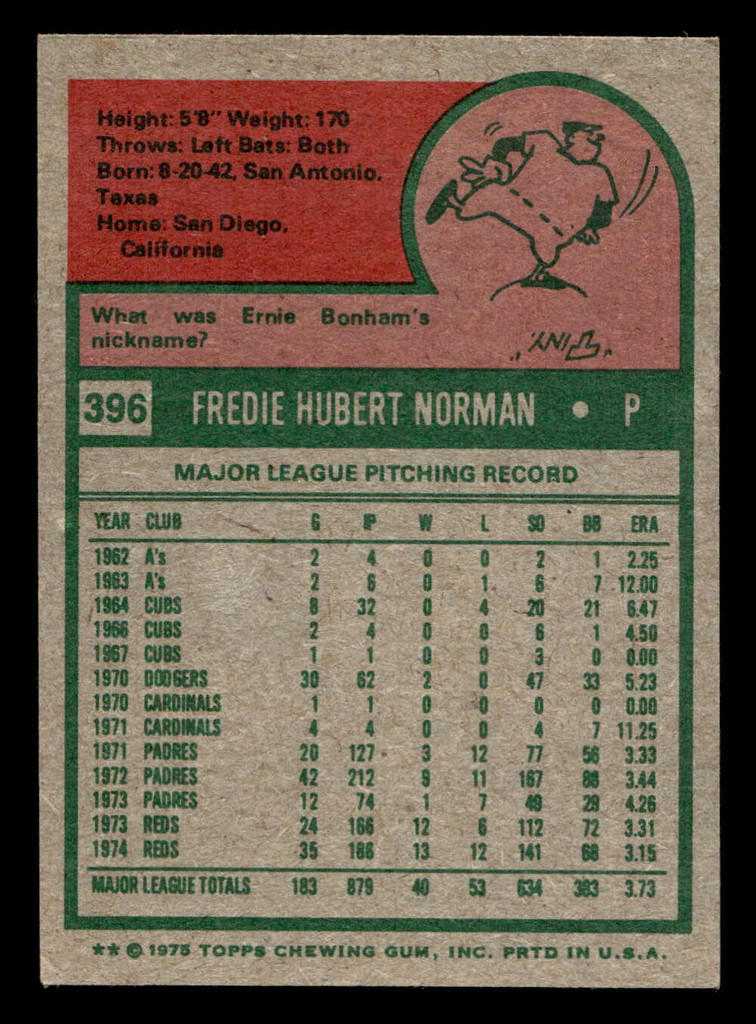 Height: 5'8" Weight: 170
Throws: Left Bats: Both
Born: 8-20-42, San Antonio,
Texas
Home: San Diego,
California
What was Ernie Bonham's
nickname?
"TINY."
396 FREDIE HUBERT NORMAN • P
MAJOR LEAGUE PITCHING RECORD
YEAR CLUB G IP W L SO BB ERA
1962 A's 2 4 0 0 2 1 2.25
1963 A's 2 6 0 1 6 7 12.00
1964 CUBS 8 32 0 4 20 21 6.47
1966 CUBS 2 4 0 0 6 1 4.50
1967 CUBS 1 1 0 0 3 0 0.00
1970 DODGERS 30 62 2 0 47 33 5.23
1970 CARDINALS 1 1 0 0 0 0 0.00
1971 CARDINALS 4 4 0 0 4 7 11.25
1971 PADRES 20 127 3 12 77 56 3.33
1972 PADRES 42 212 9 11 167 88 3.44
1973 PADRES 12 74 1 7 49 29 4.26
1973 REDS 24 166 12 6 112 72 3.31
1974 REDS 35 186 13 12 141 68 3.15
MAJOR LEAGUE TOTALS 183 879 40 53 634 383 3.73
** © 1975 TOPPS CHEWING GUM, INC. PRTD IN U.S.A.